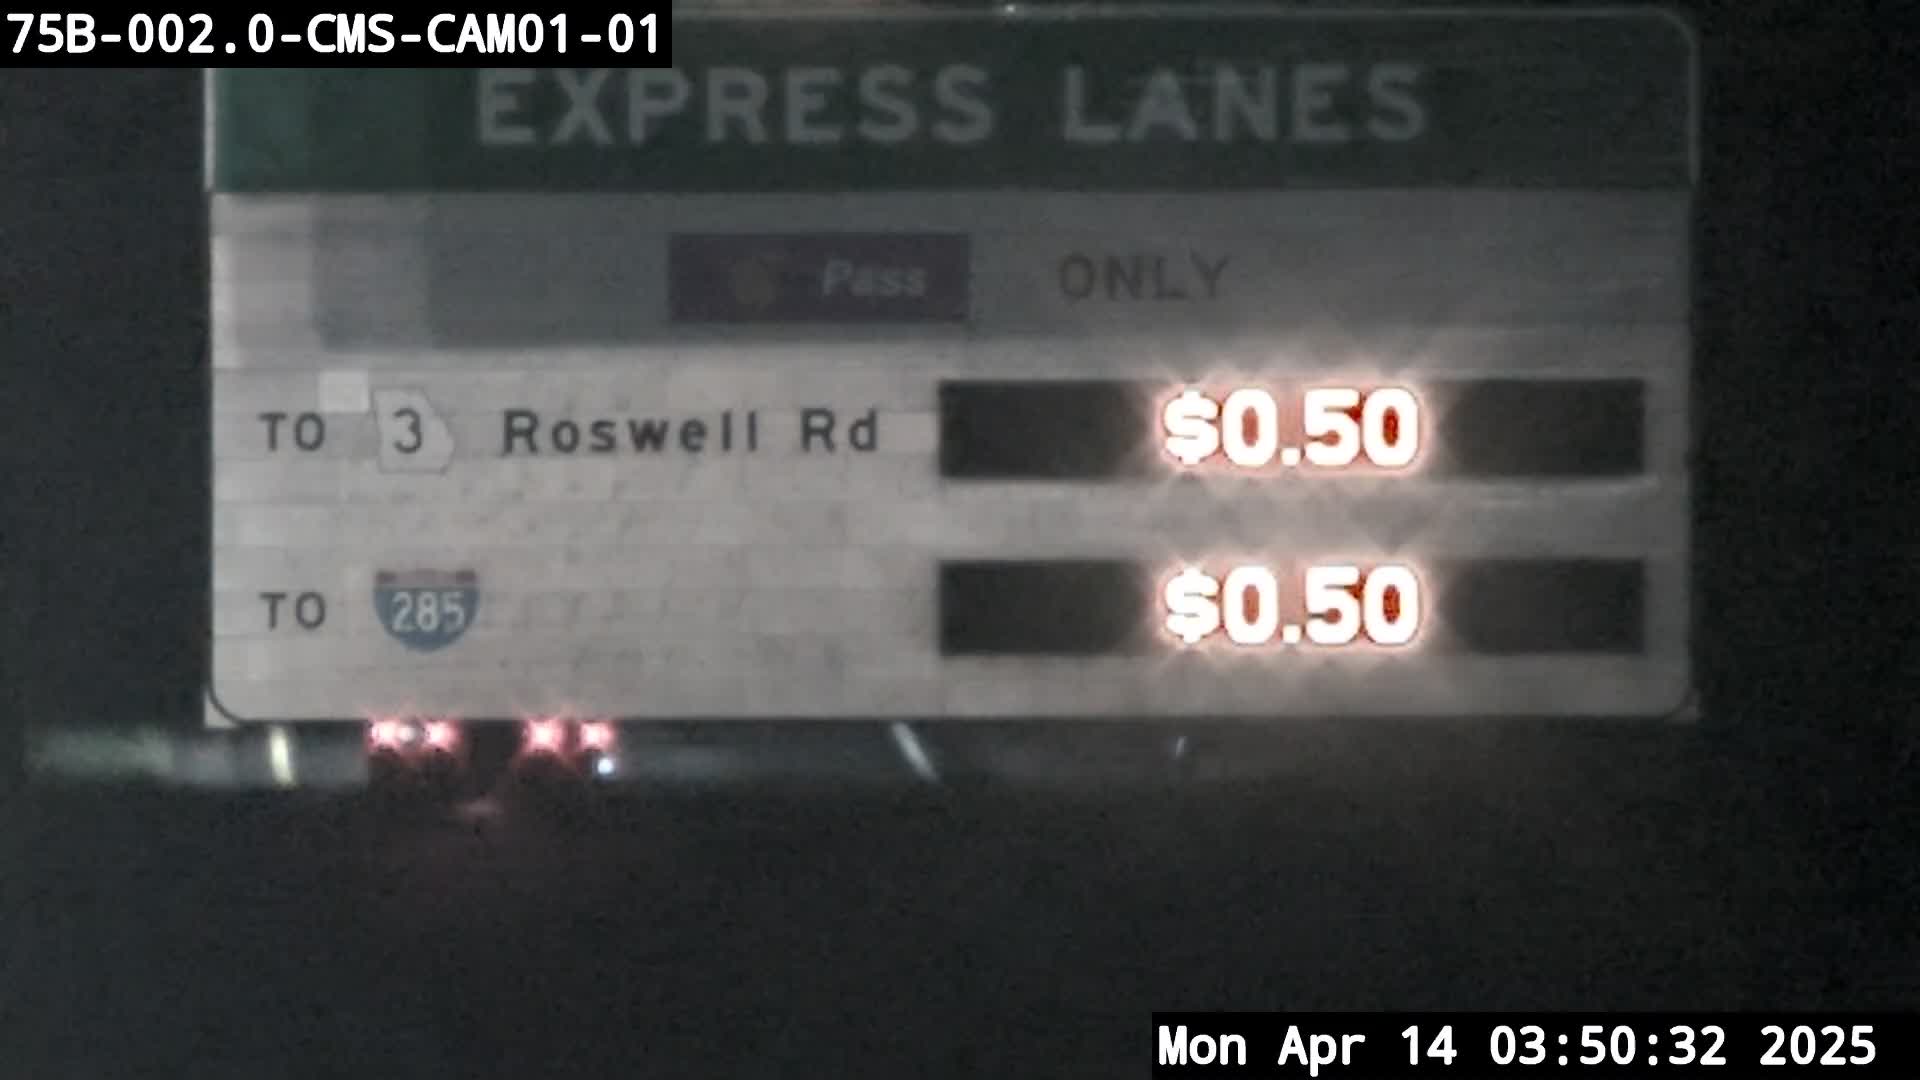 75B-002.0-CMS-CAM01-01
EXPRESS LANES
Pass ONLY
TO 3 Roswell Rd $0.50
TO 285 $0.50
Mon Apr 14 03:50:32 2025